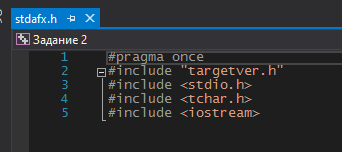 stdafx.h
Задание 2
1 #pragma once
2 #include "targetver.h"
3 #include <stdio.h>
4 #include <tchar.h>
5 #include <iostream>